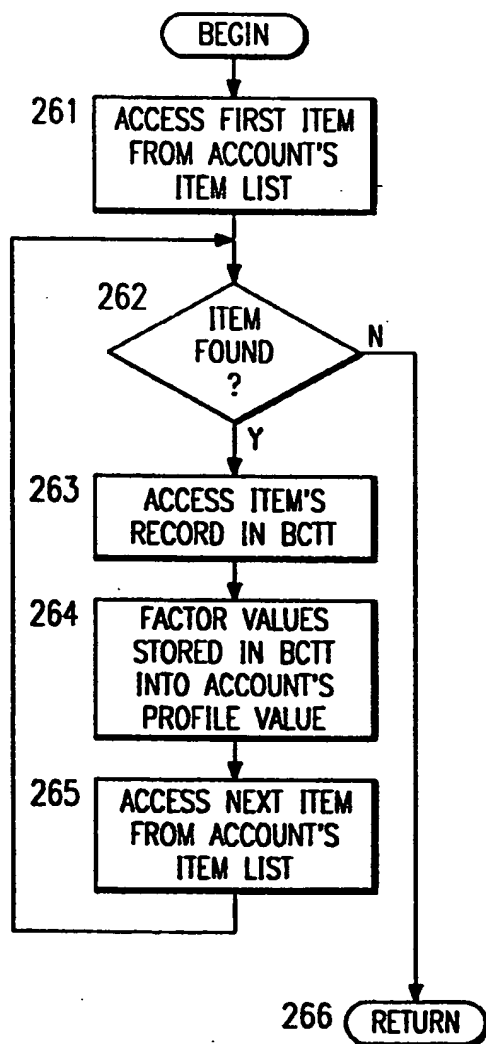 BEGIN
261
ACCESS FIRST ITEM
FROM ACCOUNT'S
ITEM LIST
262
ITEM
FOUND
?
N
Y
263
ACCESS ITEM'S
RECORD IN BCTT
264
FACTOR VALUES
STORED IN BCTT
INTO ACCOUNT'S
PROFILE VALUE
265
ACCESS NEXT ITEM
FROM ACCOUNT'S
ITEM LIST
266
RETURN